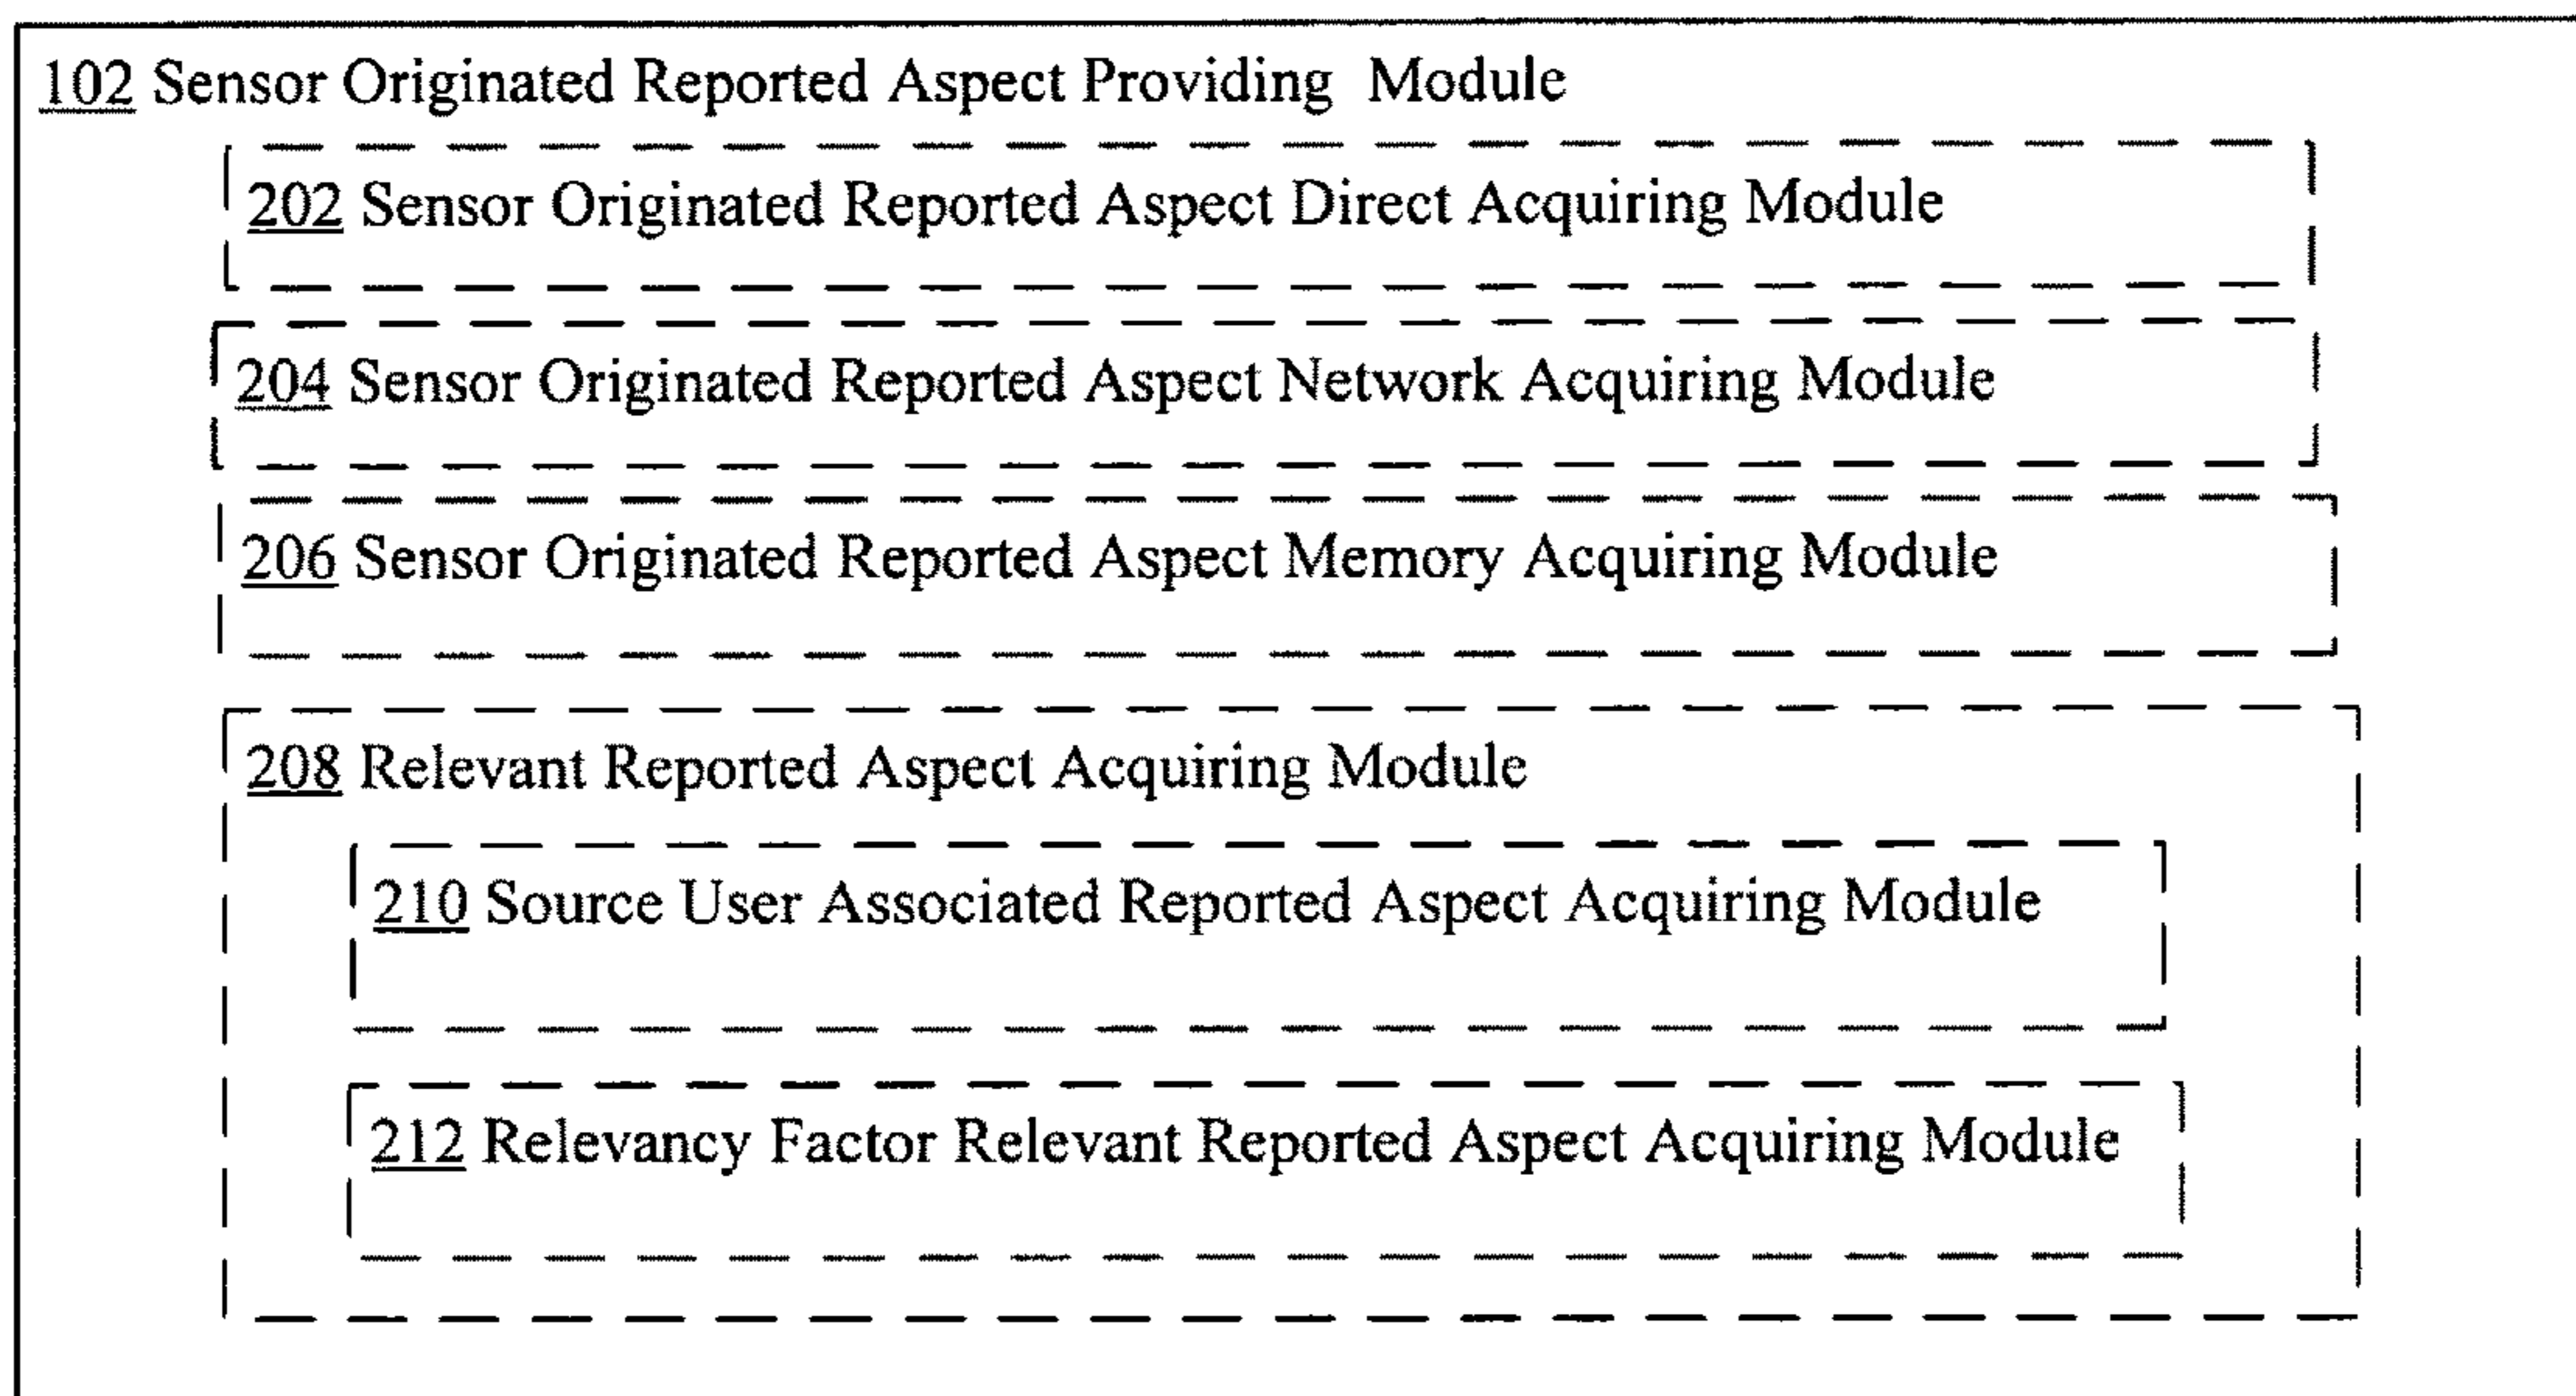 102 Sensor Originated Reported Aspect Providing Module
202 Sensor Originated Reported Aspect Direct Acquiring Module
204 Sensor Originated Reported Aspect Network Acquiring Module
206 Sensor Originated Reported Aspect Memory Acquiring Module
208 Relevant Reported Aspect Acquiring Module
210 Source User Associated Reported Aspect Acquiring Module
212 Relevancy Factor Relevant Reported Aspect Acquiring Module